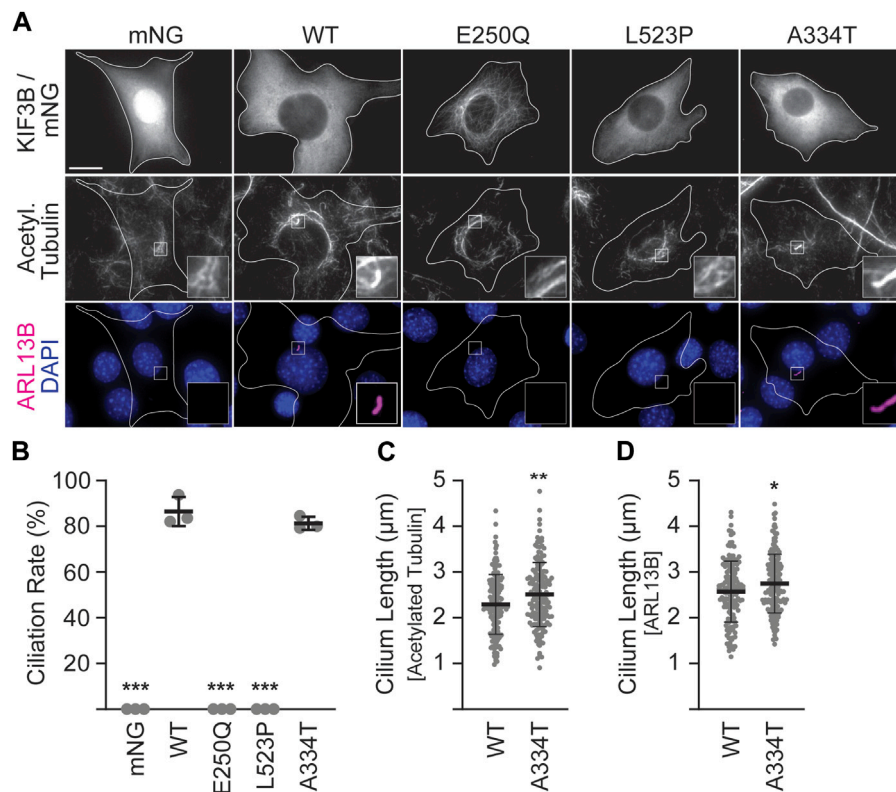 A
mNG WT E250Q L523P A334T
KIF3B /
mNG
Acetyl.
Tubulin
ARL13B
DAPI
B
Ciliation Rate (%)
100
80
60
40
20
***
***
***
mNG
WT
E250Q
L523P
A334T
C
Cilium Length (µm)
[Acetylated Tubulin]
5
4
3
2
1
**
WT
A334T
D
Cilium Length (µm)
[ARL13B]
5
4
3
2
1
*
WT
A334T